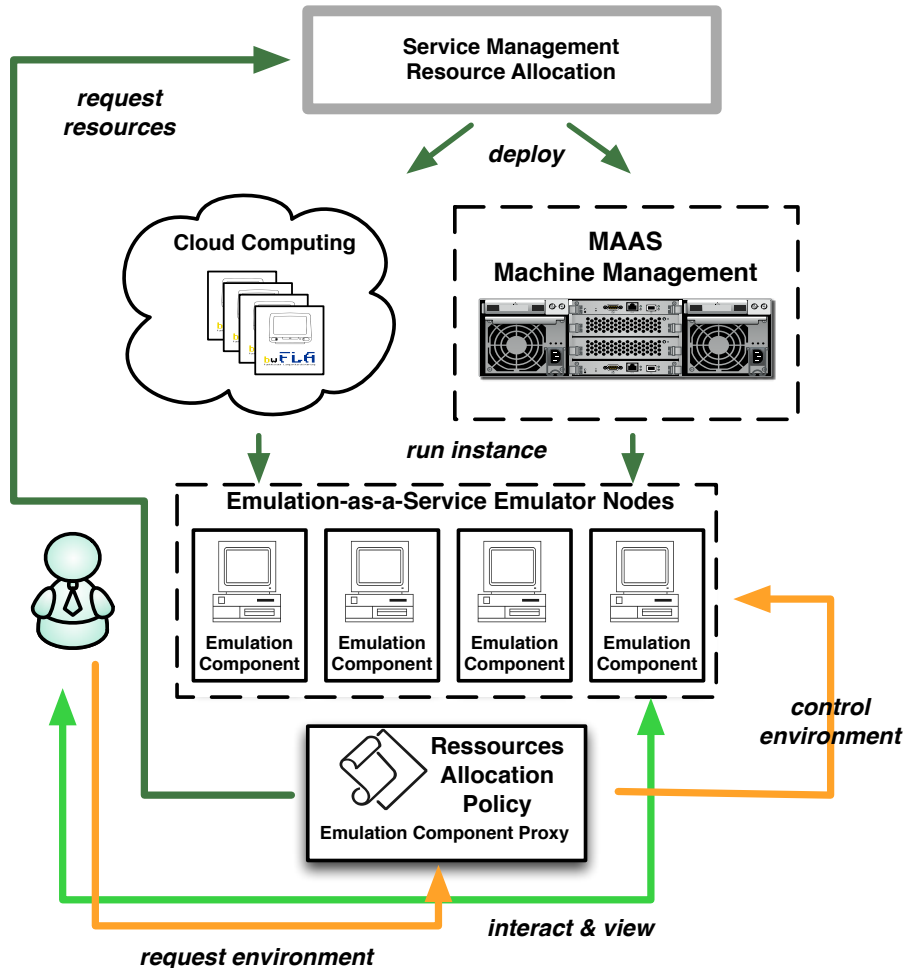 Service Management
Resource Allocation
request
resources
deploy
Cloud Computing
bwFLA
MAAS
Machine Management
run instance
Emulation-as-a-Service Emulator Nodes
Emulation
Component
Emulation
Component
Emulation
Component
Emulation
Component
control
environment
Ressources
Allocation
Policy
Emulation Component Proxy
interact & view
request environment